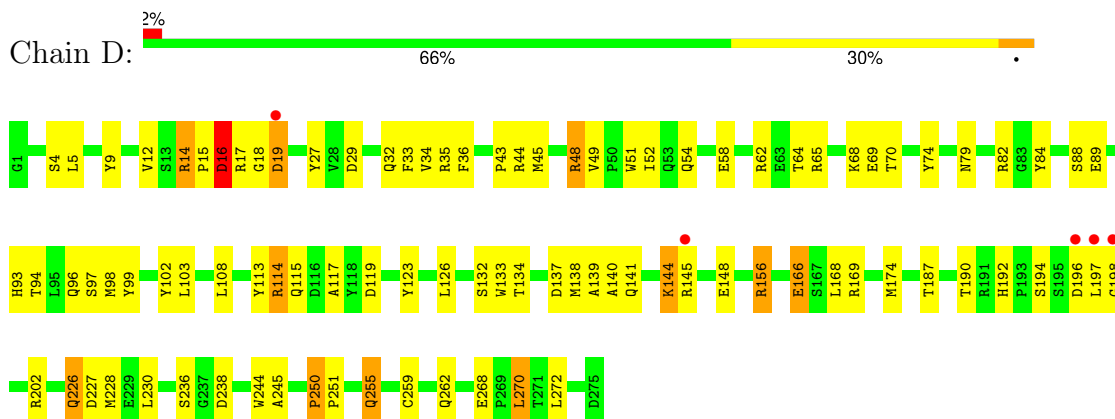 2%
Chain D:
66% 30% •
G1 S4 L5 Y9 V12 S13 R14 P15 D16 R17 G18 D19 Y27 V28 D29 Q32 F33 V34 R35 F36 P43 R44 M45 R48 V49 P50 W51 I52 Q53 Q54 E58 R62 E63 T64 R65 K68 E69 T70 Y74 N79 R82 G83 Y84 S88 E89
H93 T94 L95 Q96 S97 M98 Y99 Y102 L103 L108 Y113 R114 Q115 D116 A117 Y118 D119 Y123 L126 S132 W133 T134 D137 M138 A139 A140 Q141 K144 R145 E148 R156 E166 S167 L168 R169 M174 T187 T190 R191 H192 P193 S194 S195 D196 L197 G198
R202 Q226 D227 M228 E229 L230 S236 G237 D238 W244 A245 P250 P251 Q255 C259 Q262 E268 P269 L270 T271 L272 D275